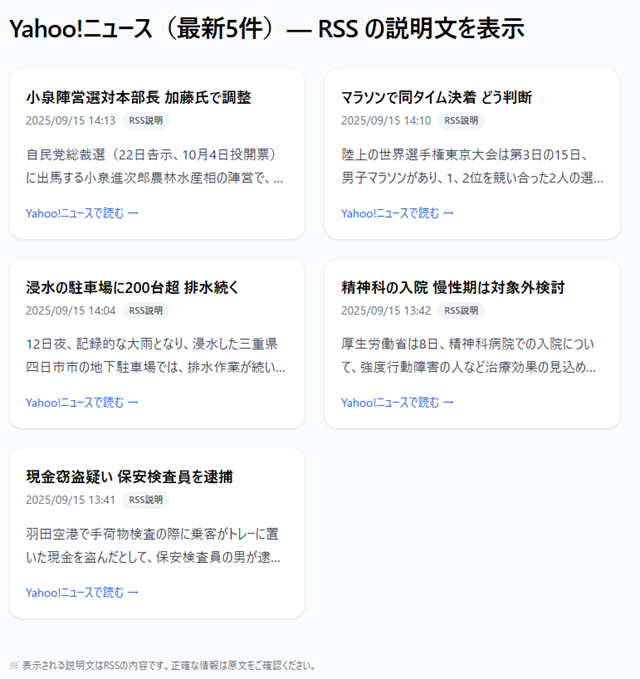 Yahoo!ニュース（最新5件）— RSS の説明文を表示
小泉陣営選対本部長 加藤氏で調整
2025/09/15 14:13 RSS説明
自民党総裁選（22日告示、10月4日投開票）
に出馬する小泉進次郎農林水産相の陣営で、...
Yahoo!ニュースで読む →
マラソンで同タイム決着 どう判断
2025/09/15 14:10 RSS説明
陸上の世界選手権東京大会は第3日の15日、
男子マラソンがあり、1、2位を競い合った2人の選...
Yahoo!ニュースで読む →
浸水の駐車場に200台超 排水続く
2025/09/15 14:04 RSS説明
12日夜、記録的な大雨となり、浸水した三重県
四日市市の地下駐車場では、排水作業が続い...
Yahoo!ニュースで読む →
精神科の入院 慢性期は対象外検討
2025/09/15 13:42 RSS説明
厚生労働省は8日、精神科病院での入院につい
て、強度行動障害の人など治療効果の見込め...
Yahoo!ニュースで読む →
現金窃盗疑い 保安検査員を逮捕
2025/09/15 13:41 RSS説明
羽田空港で手荷物検査の際に乗客がトレーに置
いた現金を盗んだとして、保安検査員の男が逮...
Yahoo!ニュースで読む →
※ 表示される説明文はRSSの内容です。正確な情報は原文をご確認ください。